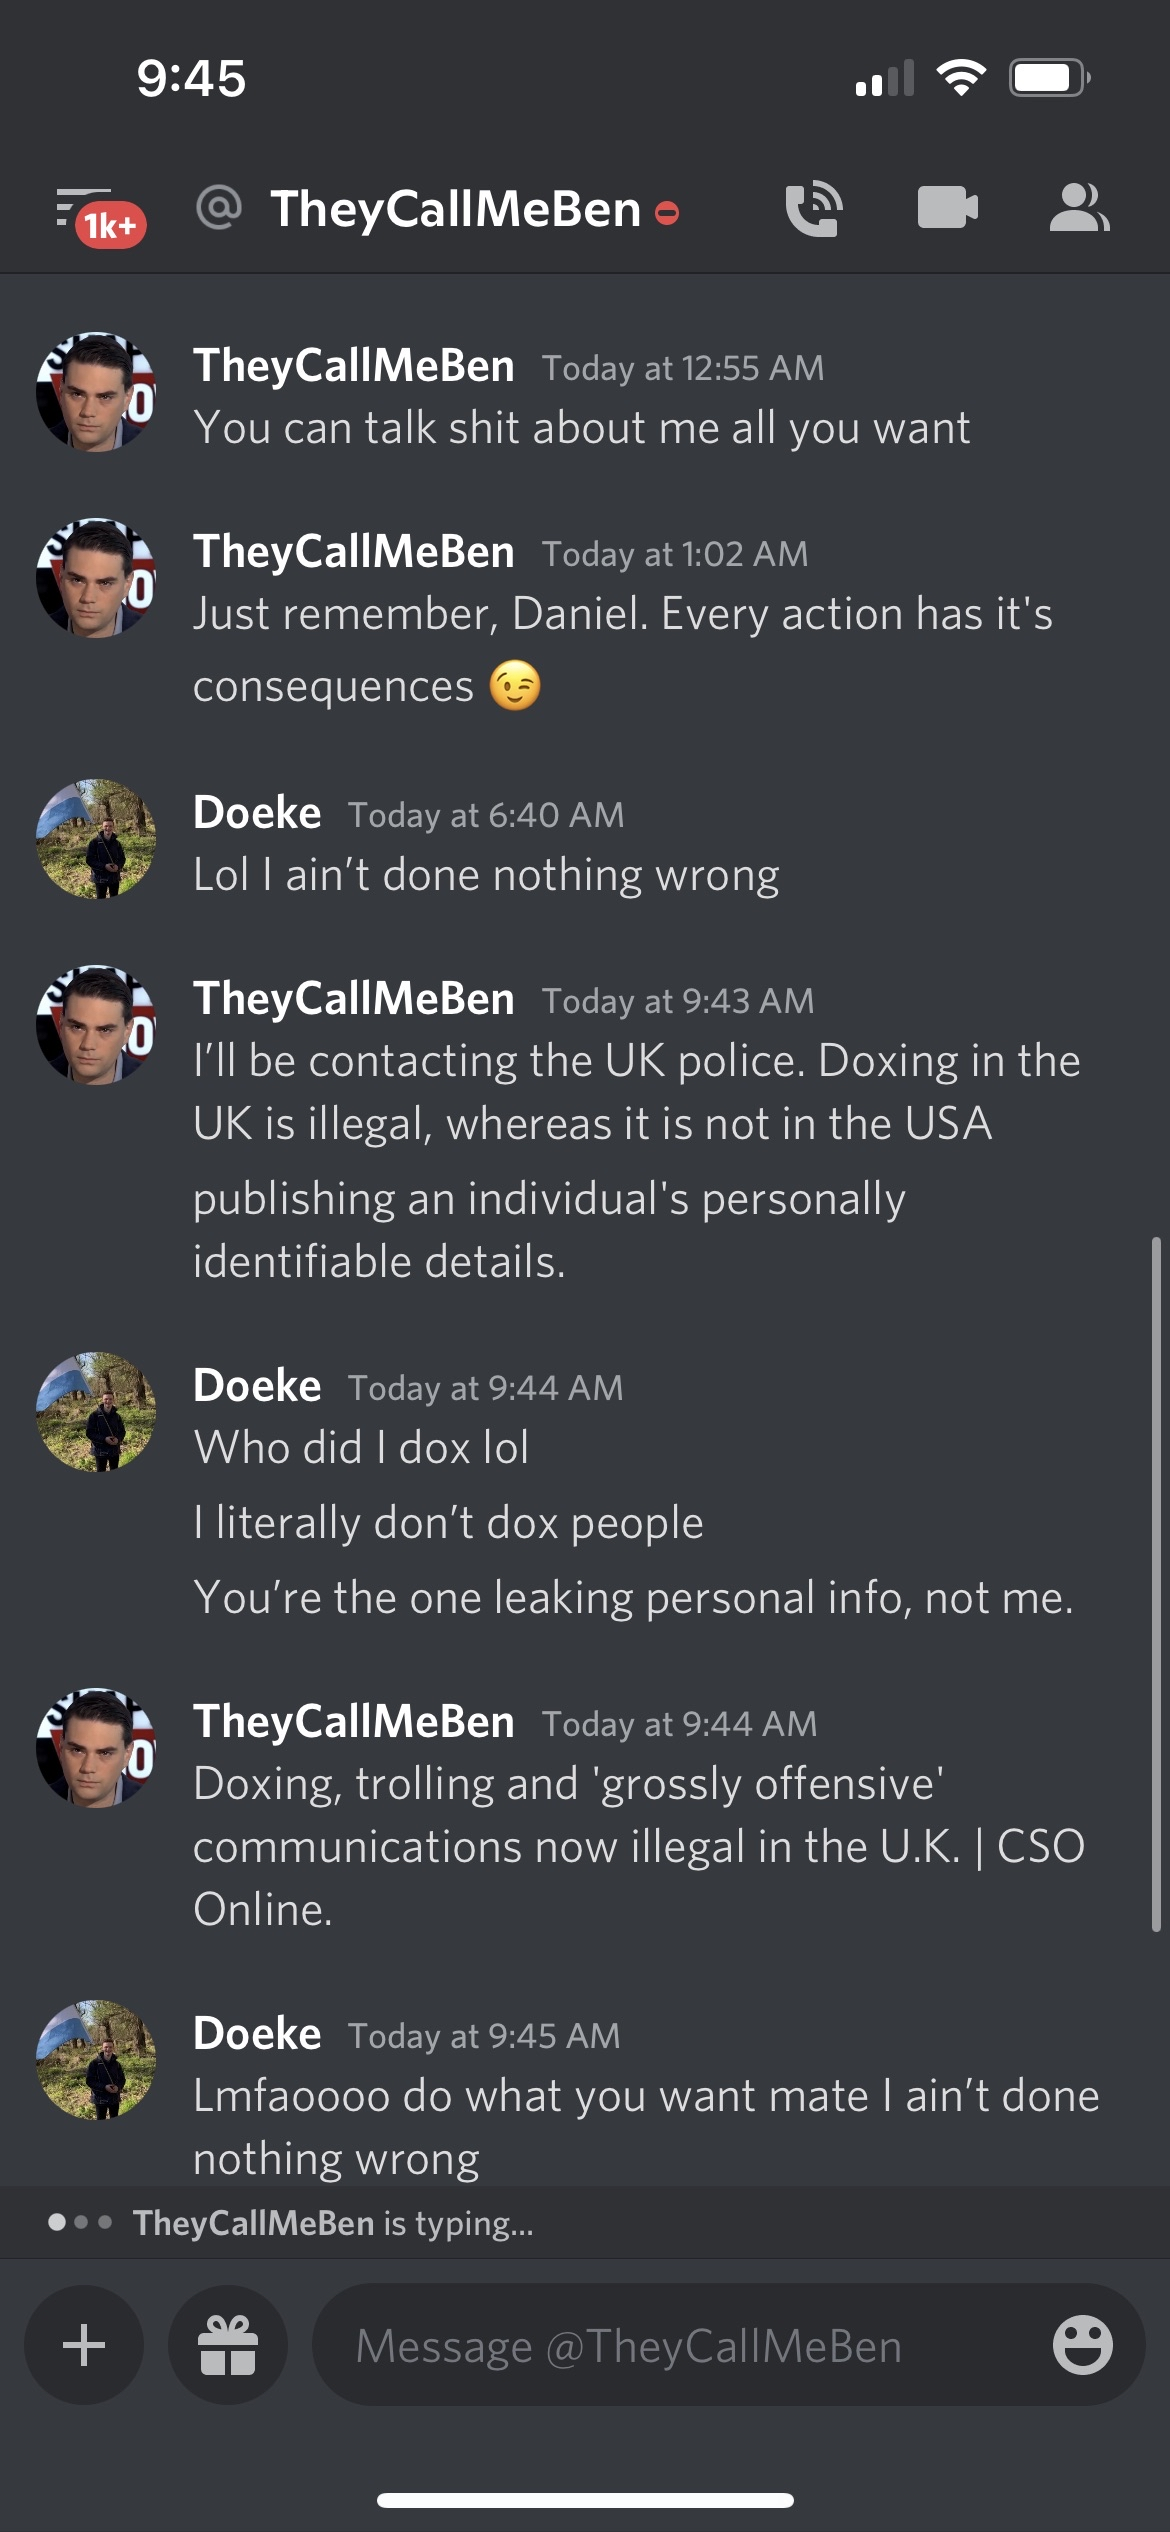 9:45
1k+
@ TheyCallMeBen
TheyCallMeBen Today at 12:55 AM
You can talk shit about me all you want
TheyCallMeBen Today at 1:02 AM
Just remember, Daniel. Every action has it's
consequences 😉
Doeke Today at 6:40 AM
Lol I ain’t done nothing wrong
TheyCallMeBen Today at 9:43 AM
I’ll be contacting the UK police. Doxing in the
UK is illegal, whereas it is not in the USA
publishing an individual's personally
identifiable details.
Doeke Today at 9:44 AM
Who did I dox lol
I literally don’t dox people
You’re the one leaking personal info, not me.
TheyCallMeBen Today at 9:44 AM
Doxing, trolling and 'grossly offensive'
communications now illegal in the U.K. | CSO
Online.
Doeke Today at 9:45 AM
Lmfaoooo do what you want mate I ain’t done
nothing wrong
TheyCallMeBen is typing...
Message @TheyCallMeBen